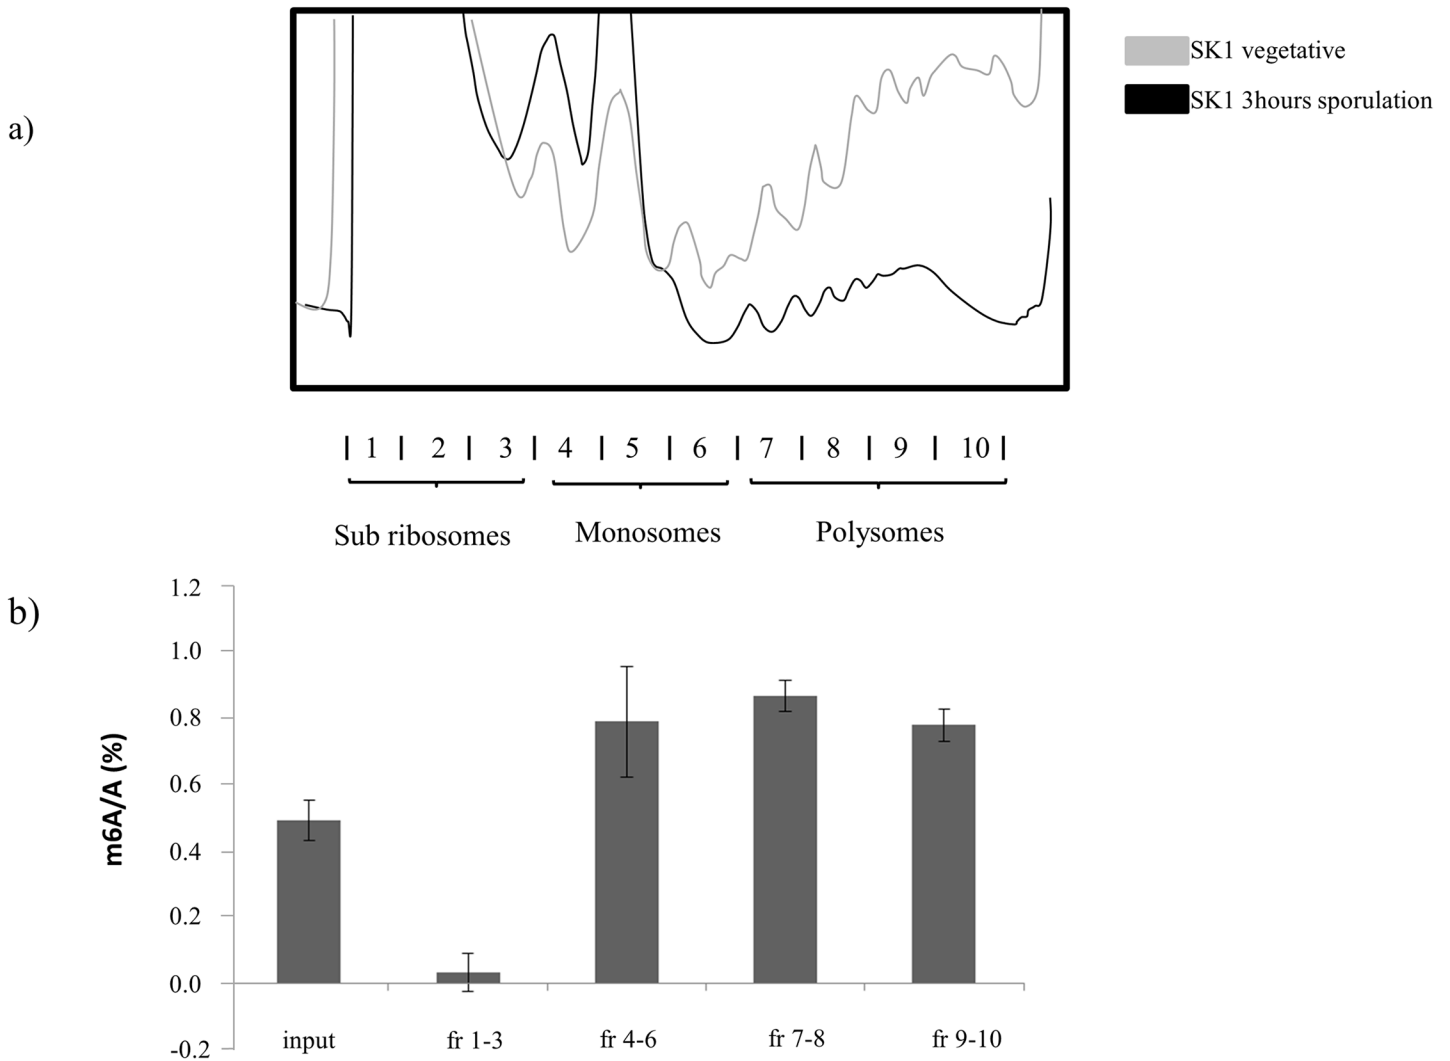 a)
SK1 vegetative
SK1 3hours sporulation
| 1 | 2 | 3 | 4 | 5 | 6 | 7 | 8 | 9 | 10 |
Sub ribosomes Monosomes Polysomes
b)
m6A/A (%)
1.2
1.0
0.8
0.6
0.4
0.2
0.0
-0.2
input fr 1-3 fr 4-6 fr 7-8 fr 9-10